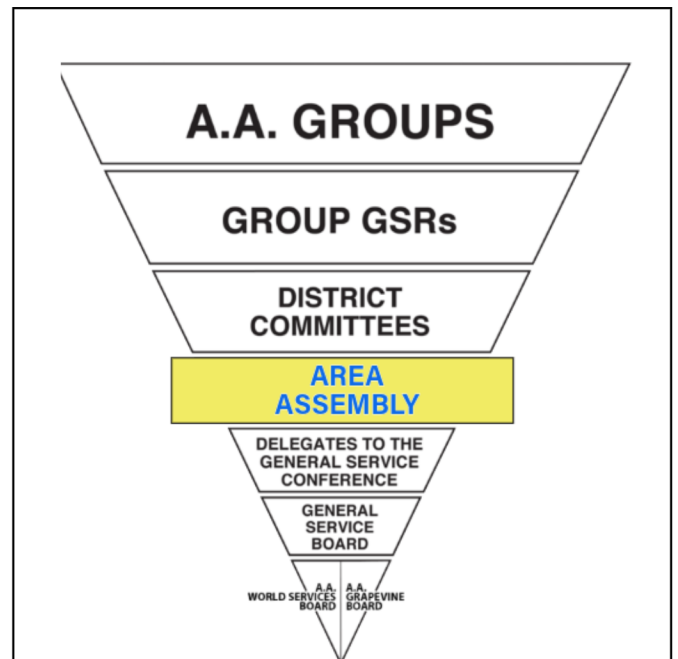 A.A. GROUPS
GROUP GSRs
DISTRICT
COMMITTEES
AREA
ASSEMBLY
DELEGATES TO THE
GENERAL SERVICE
CONFERENCE
GENERAL
SERVICE
BOARD
A.A.
WORLD SERVICES
BOARD
A.A.
GRAPEVINE
BOARD